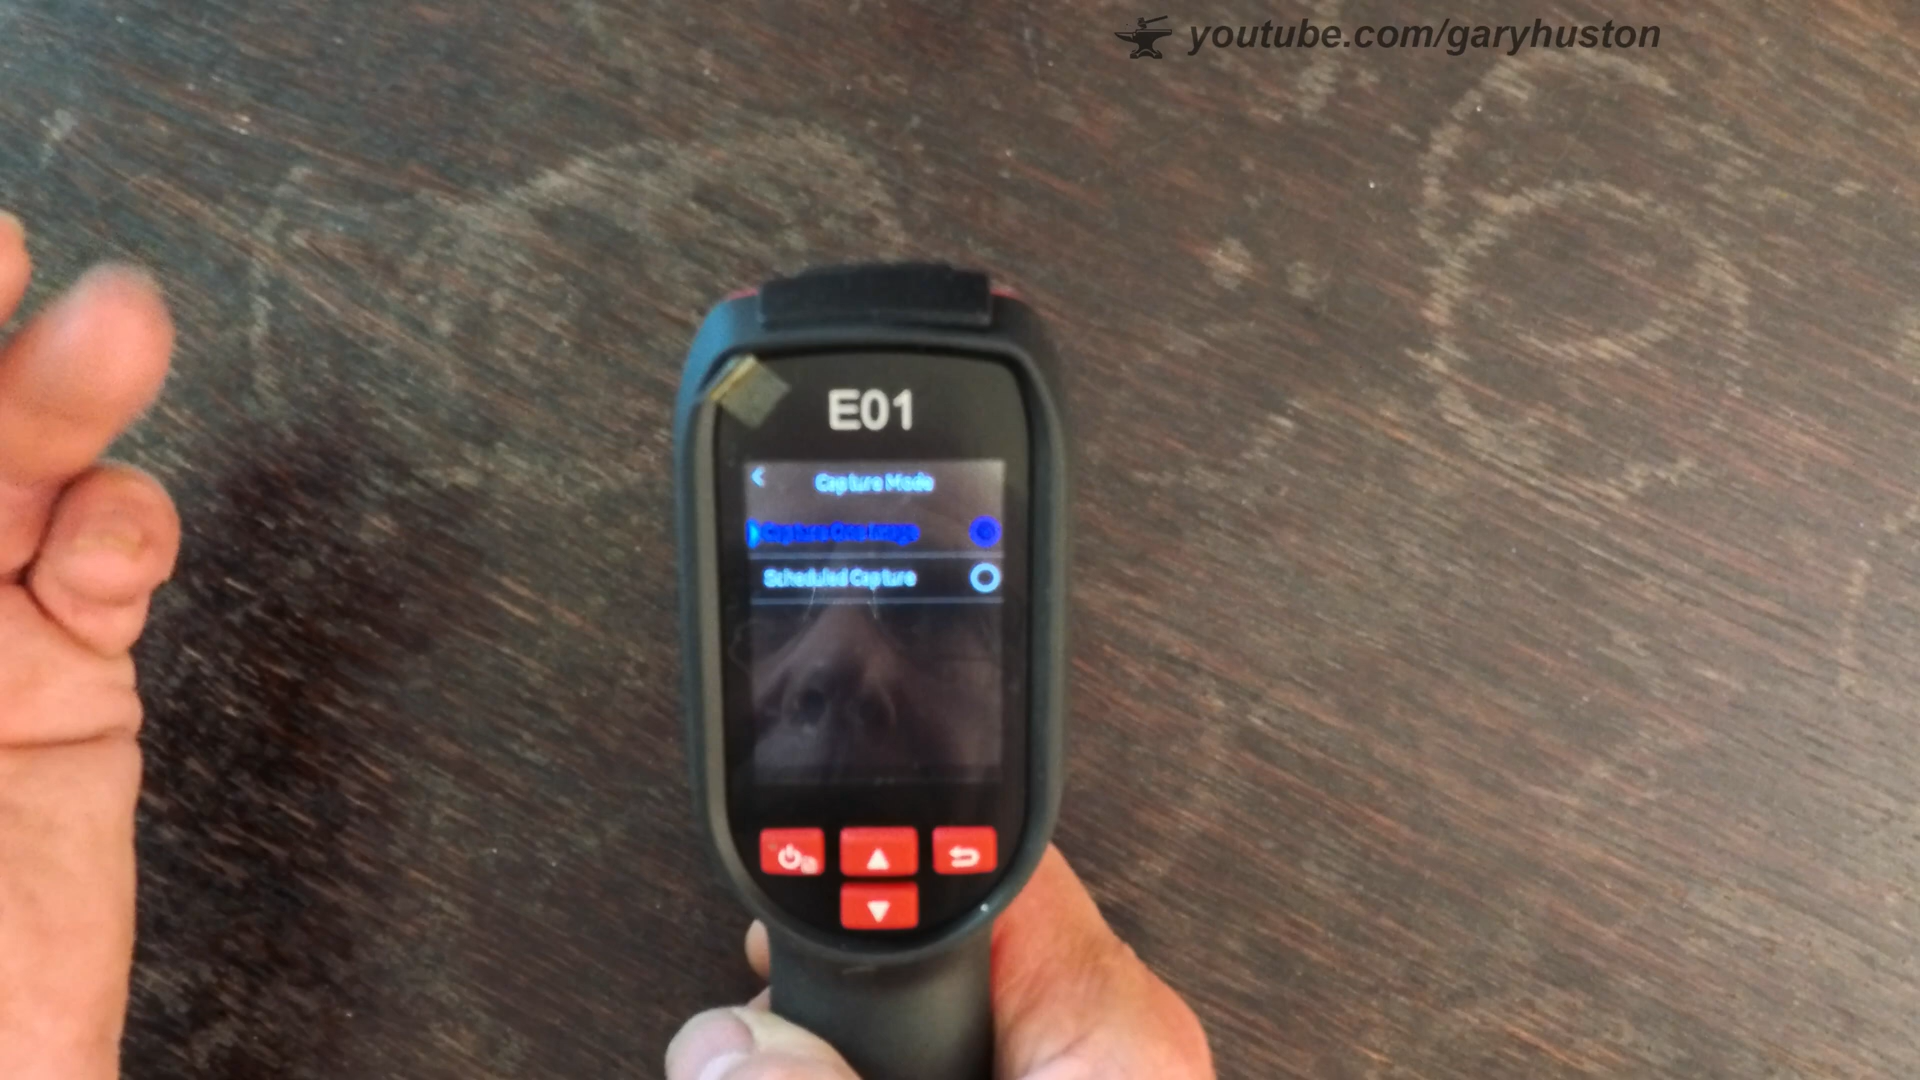 youtube.com/garyhuston
E01
Capture Mode
Capture One Image
Scheduled Capture